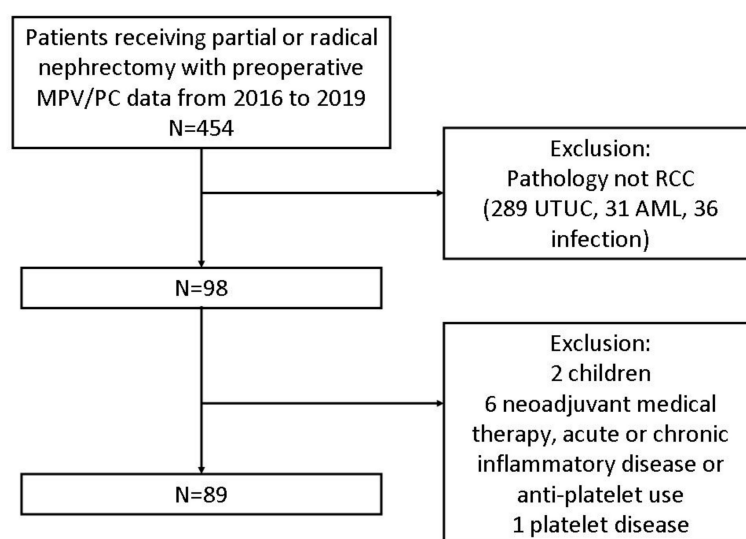 Patients receiving partial or radical
nephrectomy with preoperative
MPV/PC data from 2016 to 2019
N=454
Exclusion:
Pathology not RCC
(289 UTUC, 31 AML, 36
infection)
N=98
Exclusion:
2 children
6 neoadjuvant medical
therapy, acute or chronic
inflammatory disease or
anti-platelet use
1 platelet disease
N=89